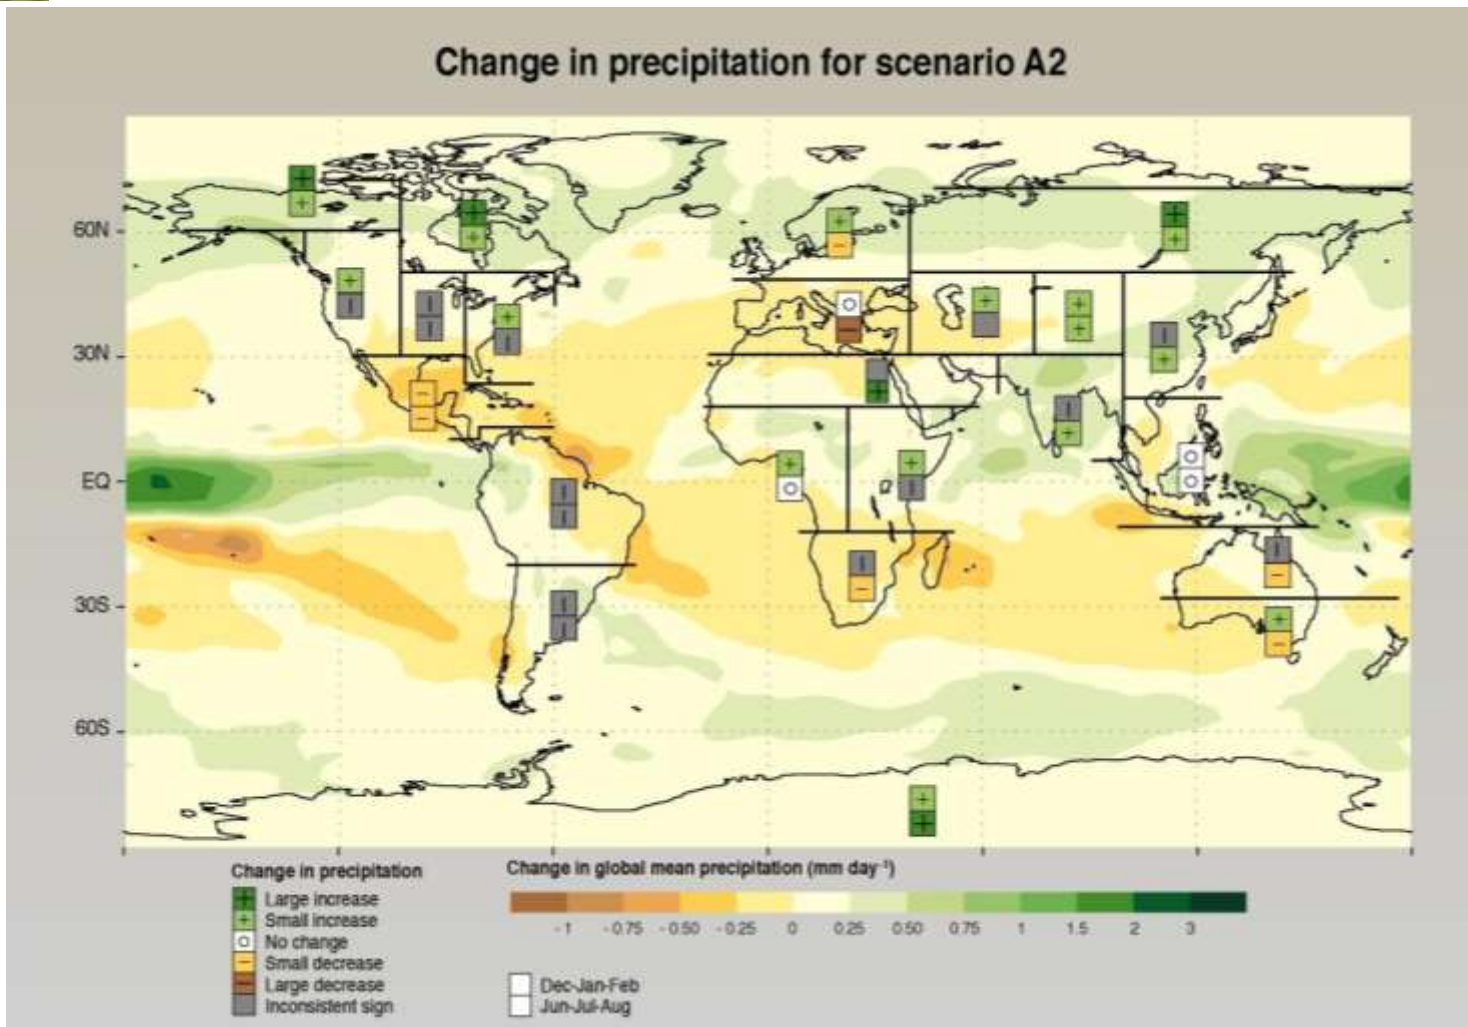 Change in precipitation for scenario A2
60N
30N
EQ
30S
60S
Change in precipitation
Large increase
Small increase
No change
Small decrease
Large decrease
Inconsistent sign
Change in global mean precipitation (mm day⁻¹)
-1 -0.75 -0.50 -0.25 0 0.25 0.50 0.75 1 1.5 2 3
Dec-Jan-Feb
Jun-Jul-Aug